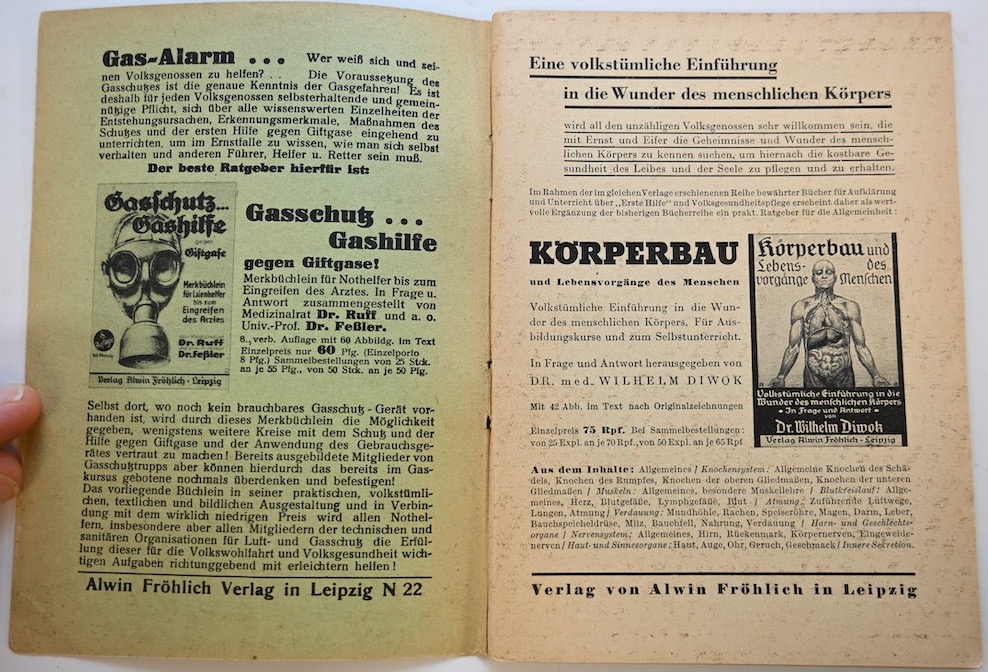 Gas-Alarm ... Wer weiß sich und sei-
nen Volksgenossen zu helfen? . . Die Voraussetzung des
Gasschutzes ist die genaue Kenntnis der Gasgefahren! Es ist
deshalb für jeden Volksgenossen selbsterhaltende und gemein-
nützige Pflicht, sich über alle wissenswerten Einzelheiten der
Entstehungsursachen, Erkennungsmerkmale, Maßnahmen des
Schutzes und der ersten Hilfe gegen Giftgase eingehend zu
unterrichten, um im Ernstfalle zu wissen, wie man sich selbst
verhalten und anderen Führer, Helfer u. Retter sein muß.
Der beste Ratgeber hierfür ist:
Gasschutz...
Gashilfe
gegen
Giftgase
Merkbüchlein
für Laienhelfer
bis zum
Eingreifen
des Arztes
Von
Dr. Ruff
und
Dr. Feßler
60 Pfennig
Verlag Alwin Fröhlich - Leipzig
Gasschutz ...
Gashilfe
gegen Giftgase!
Merkbüchlein für Nothelfer bis zum
Eingreifen des Arztes. In Frage u.
Antwort zusammengestellt von
Medizinalrat Dr. Ruff und a. o.
Univ.-Prof. Dr. Feßler.
8., verb. Auflage mit 60 Abbildg. im Text
Einzelpreis nur 60 Pfg. (Einzelporto
8 Pfg.) Sammelbestellungen von 25 Stck.
an je 55 Pfg., von 50 Stck. an je 50 Pfg.
Selbst dort, wo noch kein brauchbares Gasschutz-Gerät vor-
handen ist, wird durch dieses Merkbüchlein die Möglichkeit
gegeben, wenigstens weitere Kreise mit dem Schutz und der
Hilfe gegen Giftgase und der Anwendung des Gebrauchsge-
rätes vertraut zu machen! Bereits ausgebildete Mitglieder von
Gasschutztrupps aber können hierdurch das bereits im Gas-
kursus gebotene nochmals überdenken und befestigen!
Das vorliegende Büchlein in seiner praktischen, volkstümli-
chen, textlichen und bildlichen Ausgestaltung und in Verbin-
dung mit dem wirklich niedrigen Preis wird allen Nothel-
fern, insbesondere aber allen Mitgliedern der technischen und
sanitären Organisationen für Luft- und Gasschutz die Erfül-
lung dieser für die Volkswohlfahrt und Volksgesundheit wich-
tigen Aufgaben richtunggebend mit erleichtern helfen!
Alwin Fröhlich Verlag in Leipzig N 22
Eine volkstümliche Einführung
in die Wunder des menschlichen Körpers
wird all den unzähligen Volksgenossen sehr willkommen sein, die
mit Ernst und Eifer die Geheimnisse und Wunder des mensch-
lichen Körpers zu kennen suchen, um hiernach die kostbare Ge-
sundheit des Leibes und der Seele zu pflegen und zu erhalten.
Im Rahmen der im gleichen Verlage erschienenen Reihe bewährter Bücher für Aufklärung
und Unterricht über „Erste Hilfe" und Volksgesundheitspflege erscheint daher als wert-
volle Ergänzung der bisherigen Bücherreihe ein prakt. Ratgeber für die Allgemeinheit:
KÖRPERBAU
und Lebensvorgänge des Menschen
Volkstümliche Einführung in die Wun-
der des menschlichen Körpers. Für Aus-
bildungskurse und zum Selbstunterricht.
In Frage und Antwort herausgegeben von
DR. med. WILHELM DIWOK
Mit 42 Abb. im Text nach Originalzeichnungen
Einzelpreis 75 Rpf. Bei Sammelbestellungen:
von 25 Expl. an je 70 Rpf., von 50 Expl. an je 65 Rpf
Körperbau und
Lebens- des
vorgänge Menschen
Volkstümliche Einführung in die
Wunder des menschlichen Körpers
• In Frage und Antwort •
von
Dr. Wilhelm Diwok
Verlag Alwin Fröhlich - Leipzig
Aus dem Inhalte: Allgemeines / Knochensystem: Allgemeine Knochen des Schä-
dels, Knochen des Rumpfes, Knochen der oberen Gliedmaßen, Knochen der unteren
Gliedmaßen / Muskeln: Allgemeines, besondere Muskellehre / Blutkreislauf: Allge-
meines, Herz, Blutgefäße, Lymphgefäße, Blut / Atmung: Zuführende Luftwege,
Lungen, Atmung / Verdauung: Mundhöhle, Rachen, Speiseröhre, Magen, Darm, Leber,
Bauchspeicheldrüse, Milz, Bauchfell, Nahrung, Verdauung / Harn- und Geschlechts-
organe / Nervensystem: Allgemeines, Hirn, Rückenmark, Körpernerven, Eingeweide-
nerven / Haut- und Sinnesorgane: Haut, Auge, Ohr, Geruch, Geschmack / Innere Sekretion.
Verlag von Alwin Fröhlich in Leipzig